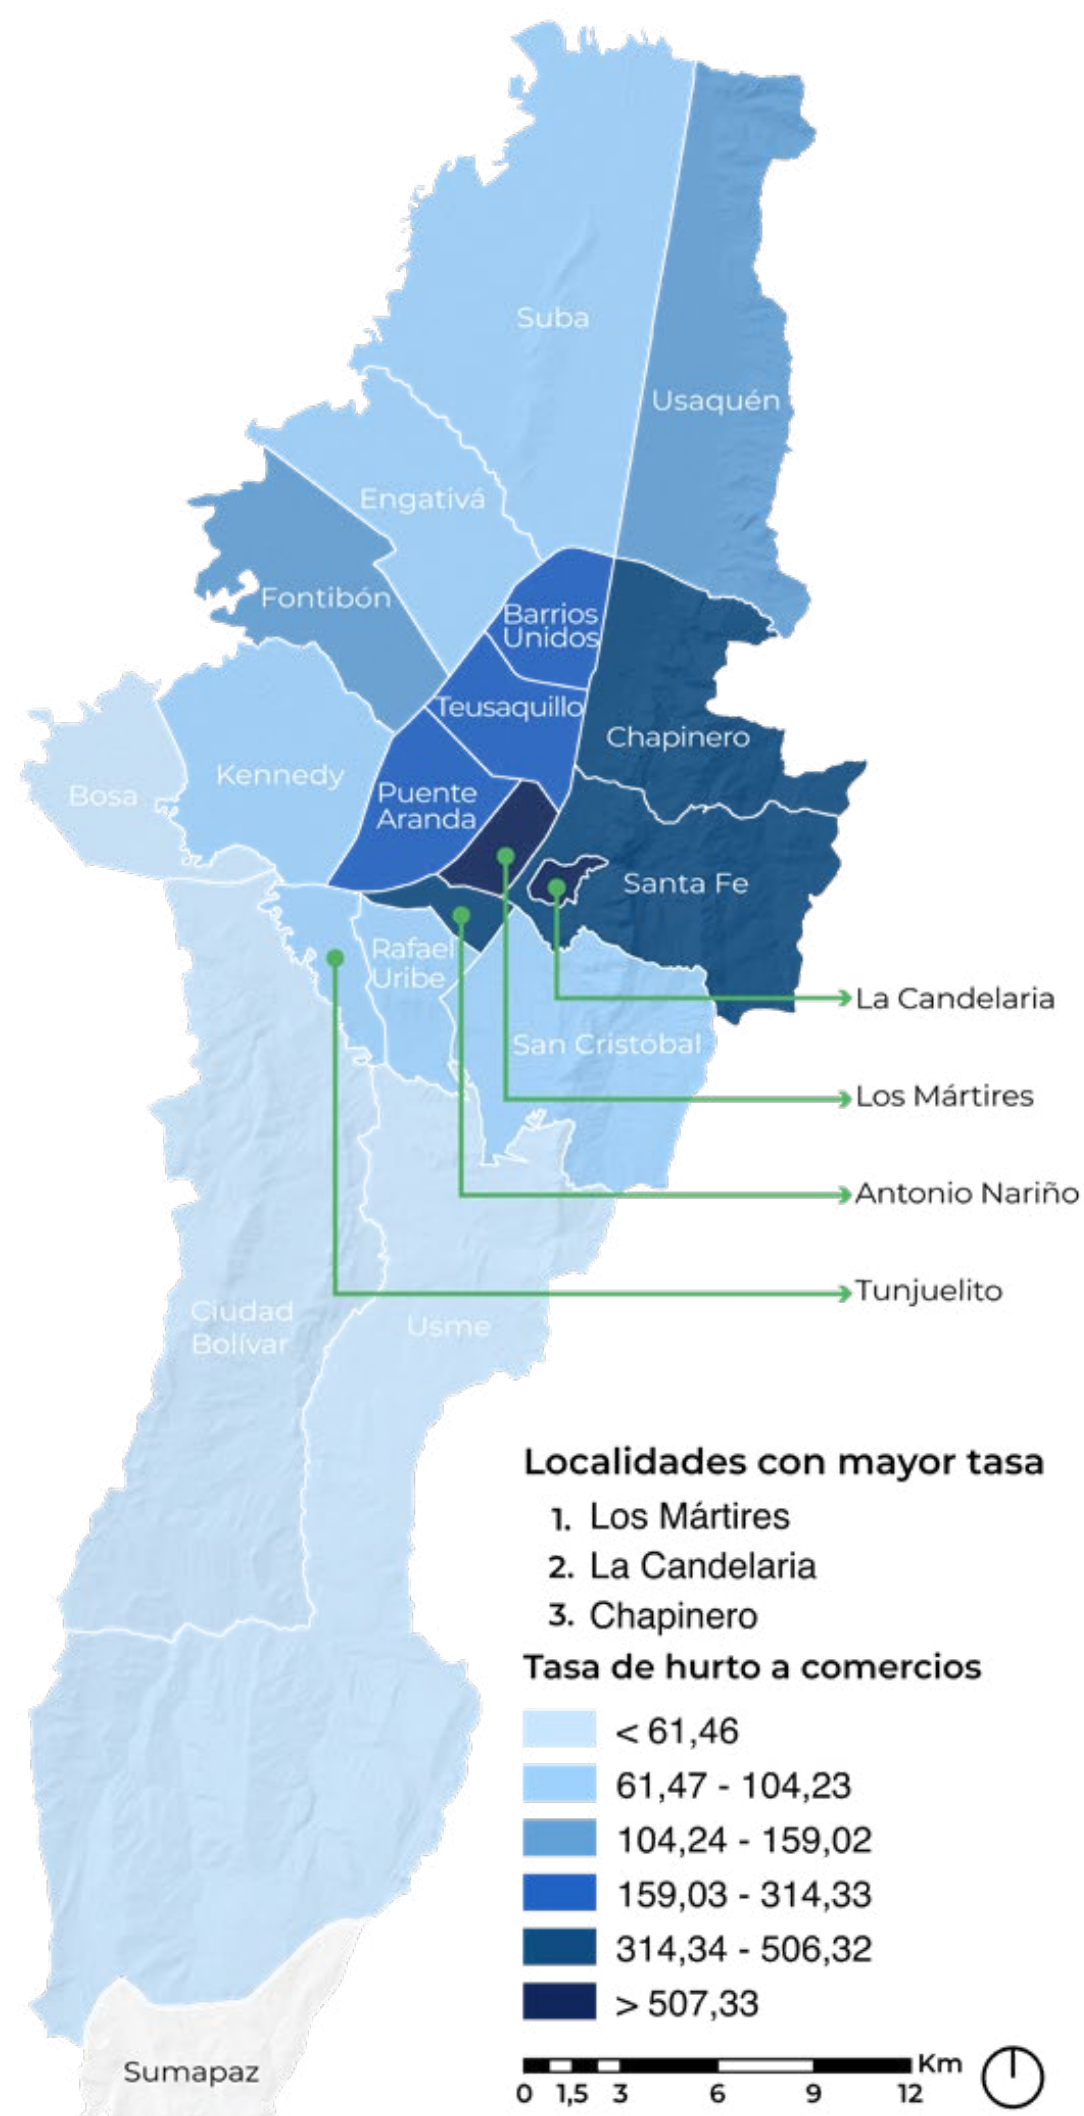 Suba
Usaquén
Engativá
Fontibón
Barrios
Unidos
Teusaquillo
Chapinero
Kennedy
Bosa
Puente
Aranda
Santa Fe
Rafael
Uribe
La Candelaria
San Cristóbal
Los Mártires
Antonio Nariño
Tunjuelito
Ciudad
Bolívar
Usme
Localidades con mayor tasa
1. Los Mártires
2. La Candelaria
3. Chapinero
Tasa de hurto a comercios
< 61,46
61,47 - 104,23
104,24 - 159,02
159,03 - 314,33
314,34 - 506,32
> 507,33
Sumapaz
Km
0 1,5 3 6 9 12